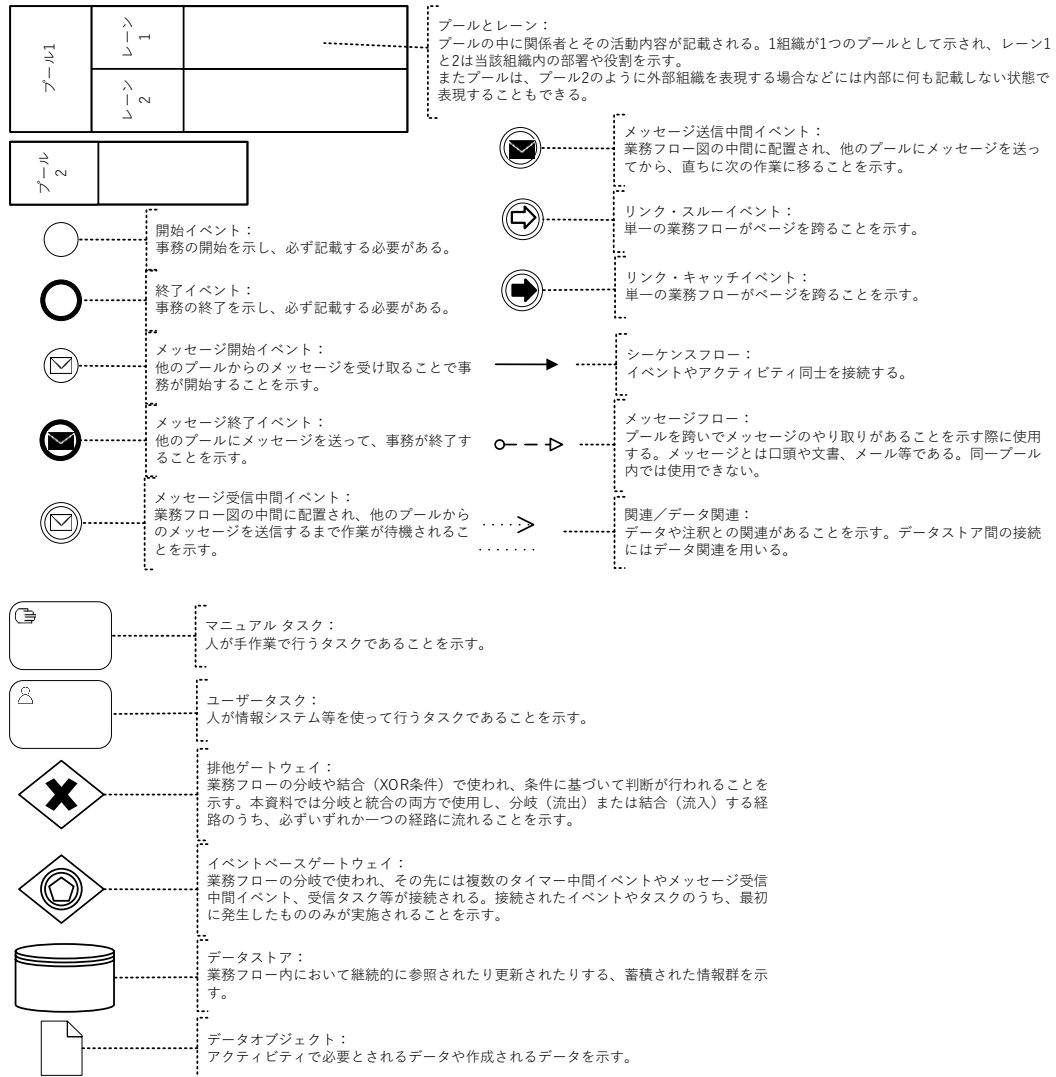 プール1
レーン1
レーン2
プールとレーン：
プールの中に関係者とその活動内容が記載される。1組織が1つのプールとして示され、レーン1
と2は当該組織内の部署や役割を示す。
またプールは、プール2のように外部組織を表現する場合などには内部に何も記載しない状態で
表現することもできる。
プール2
開始イベント：
事務の開始を示し、必ず記載する必要がある。
終了イベント：
事務の終了を示し、必ず記載する必要がある。
メッセージ開始イベント：
他のプールからのメッセージを受け取ることで事
務が開始することを示す。
メッセージ終了イベント：
他のプールにメッセージを送って、事務が終了す
ることを示す。
メッセージ受信中間イベント：
業務フロー図の中間に配置され、他のプールから
のメッセージを送信するまで作業が待機されるこ
とを示す。
メッセージ送信中間イベント：
業務フロー図の中間に配置され、他のプールにメッセージを送っ
てから、直ちに次の作業に移ることを示す。
リンク・スルーイベント：
単一の業務フローがページを跨ることを示す。
リンク・キャッチイベント：
単一の業務フローがページを跨ることを示す。
シーケンスフロー：
イベントやアクティビティ同士を接続する。
メッセージフロー：
プールを跨いでメッセージのやり取りがあることを示す際に使用
する。メッセージとは口頭や文書、メール等である。同一プール
内では使用できない。
関連／データ関連：
データや注釈との関連があることを示す。データストア間の接続
にはデータ関連を用いる。
マニュアル タスク：
人が手作業で行うタスクであることを示す。
ユーザータスク：
人が情報システム等を使って行うタスクであることを示す。
排他ゲートウェイ：
業務フローの分岐や結合（XOR条件）で使われ、条件に基づいて判断が行われることを
示す。本資料では分岐と統合の両方で使用し、分岐（流出）または結合（流入）する経
路のうち、必ずいずれか一つの経路に流れることを示す。
イベントベースゲートウェイ：
業務フローの分岐で使われ、その先には複数のタイマー中間イベントやメッセージ受信
中間イベント、受信タスク等が接続される。接続されたイベントやタスクのうち、最初
に発生したもののみが実施されることを示す。
データストア：
業務フロー内において継続的に参照されたり更新されたりする、蓄積された情報群を示
す。
データオブジェクト：
アクティビティで必要とされるデータや作成されるデータを示す。